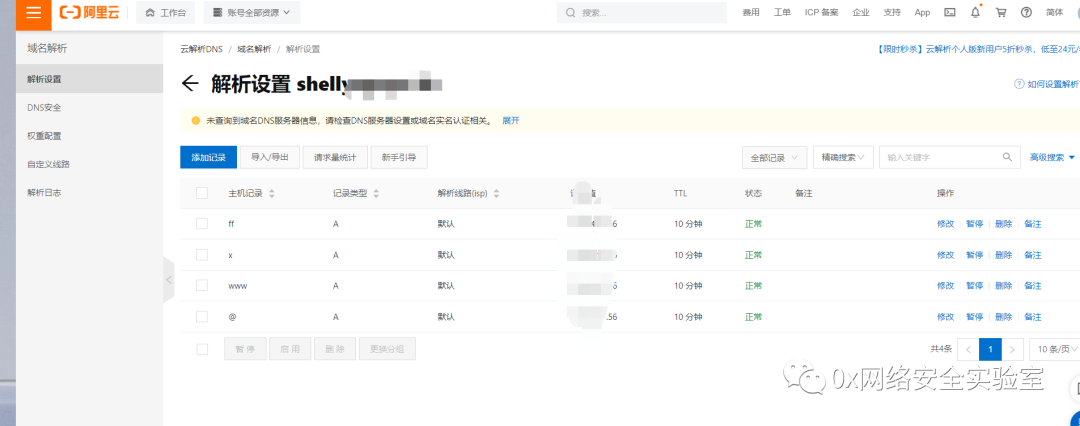 阿里云 工作台 账号全部资源 搜索... 费用 工单 ICP 备案 企业 支持 App 简体
域名解析
解析设置
DNS安全
权重配置
自定义线路
解析日志
云解析DNS / 域名解析 / 解析设置
【限时秒杀】云解析个人版新用户5折秒杀，低至24元/
解析设置 shelly
如何设置解析
未查询到域名DNS服务器信息，请检查DNS服务器设置或域名实名认证相关。 展开
添加记录 导入/导出 请求量统计 新手引导 全部记录 精确搜索 输入关键字 高级搜索
主机记录 记录类型 解析线路(isp) TTL 状态 备注 操作
ff A 默认 6 10 分钟 正常 修改 暂停 删除 备注
x A 默认 10 分钟 正常 修改 暂停 删除 备注
www A 默认 6 10 分钟 正常 修改 暂停 删除 备注
@ A 默认 .56 10 分钟 正常 修改 暂停 删除 备注
暂停 启用 删除 更换分组 共4条 1 10 条/页
0x网络安全实验室